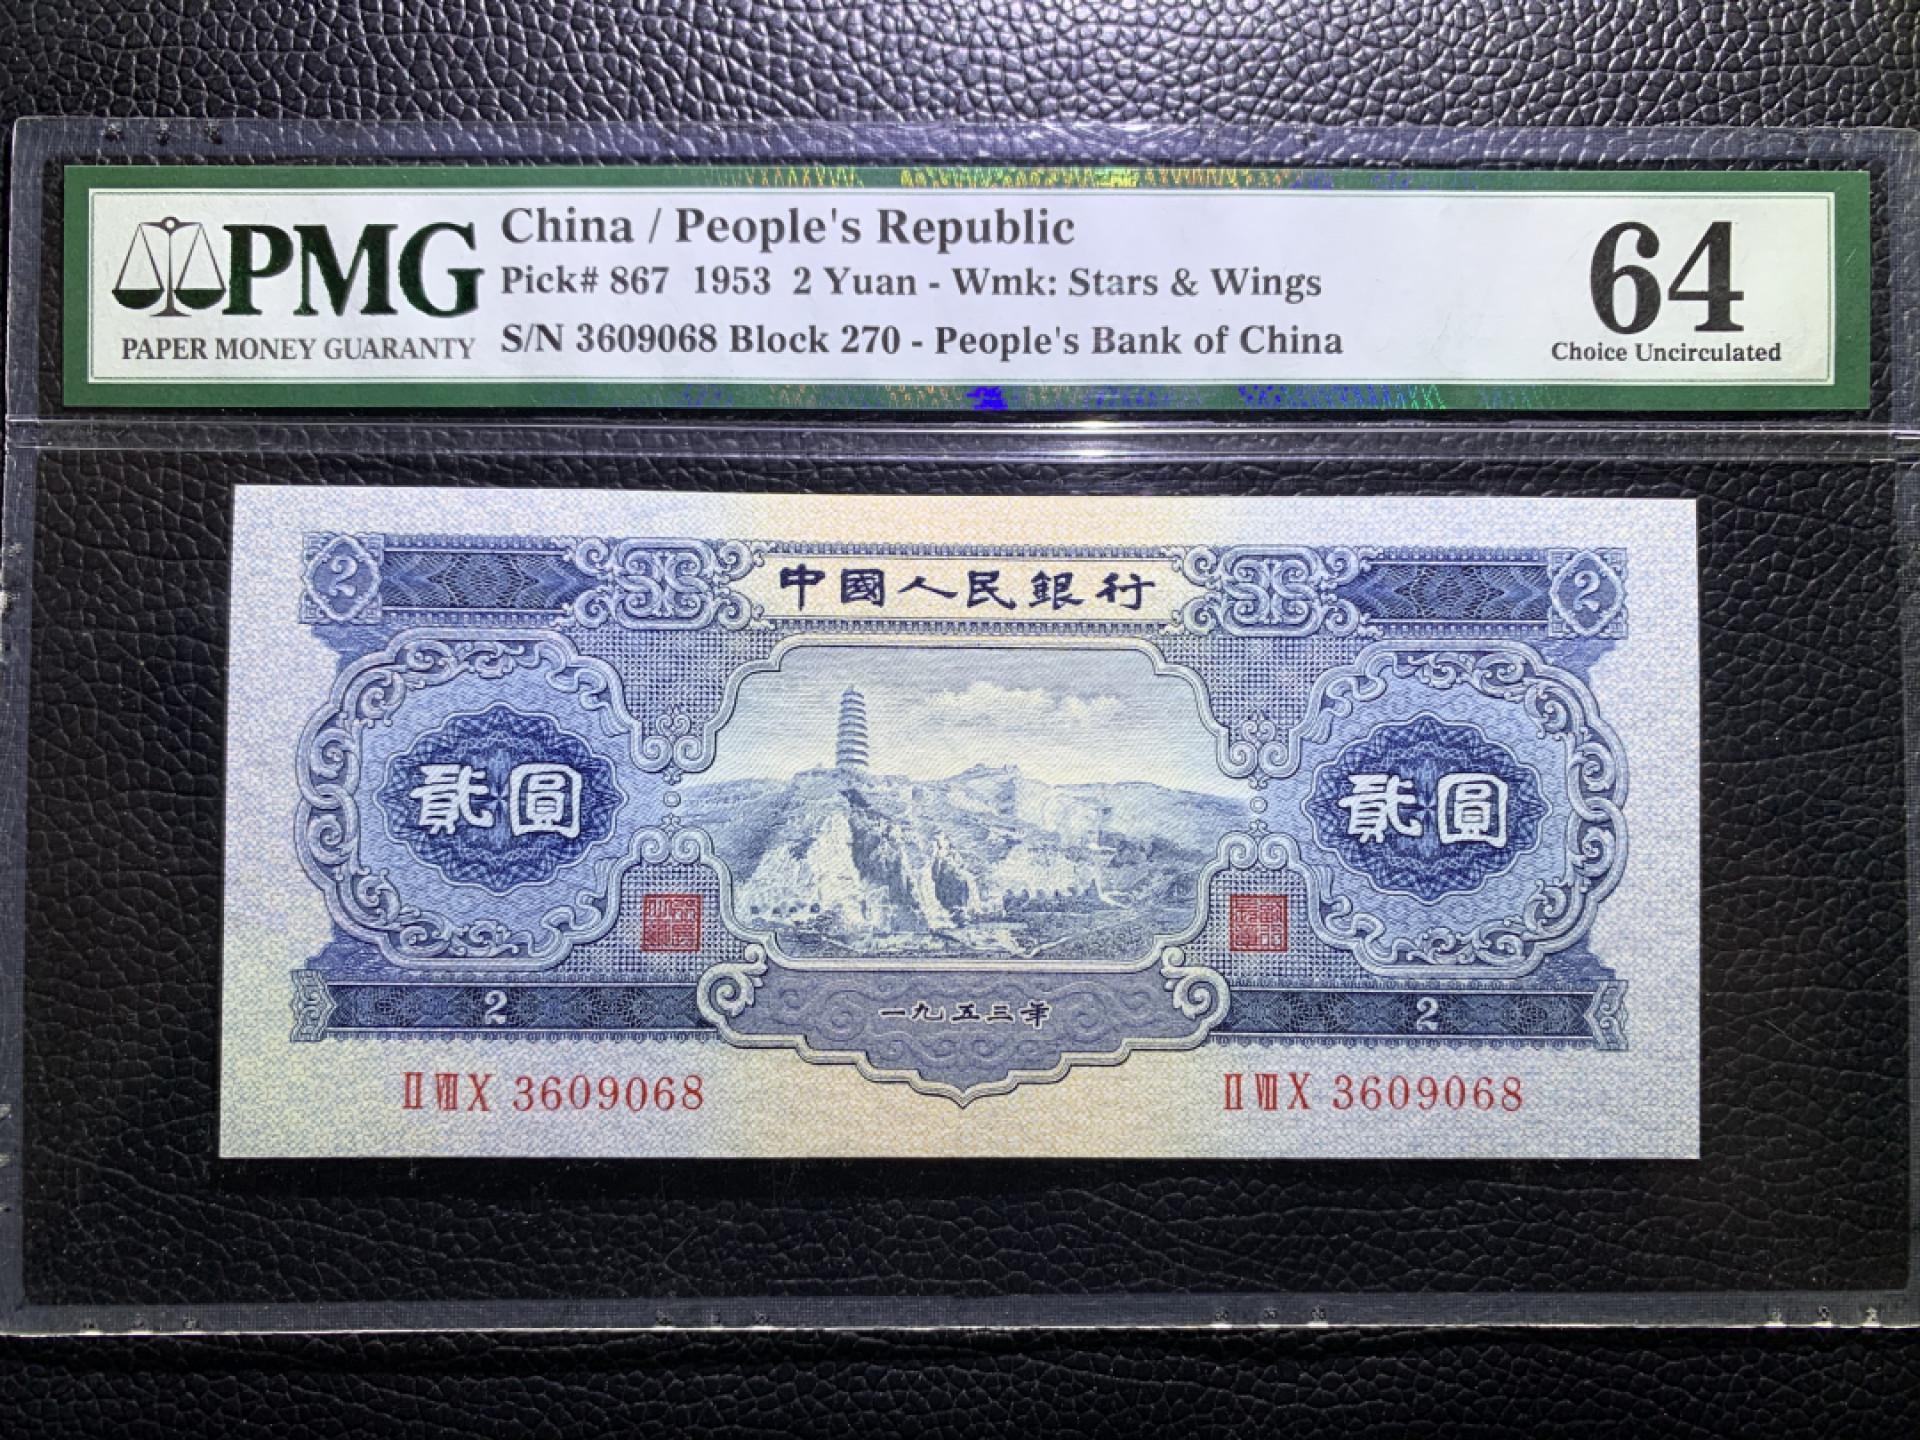 PMG
PAPER MONEY GUARANTY
China / People's Republic
Pick# 867 1953 2 Yuan - Wmk: Stars & Wings
S/N 3609068 Block 270 - People's Bank of China
64
Choice Uncirculated
2 中國人民銀行 2
貳圓 貳圓
2 一九五三年 2
II VII X 3609068 II VII X 3609068